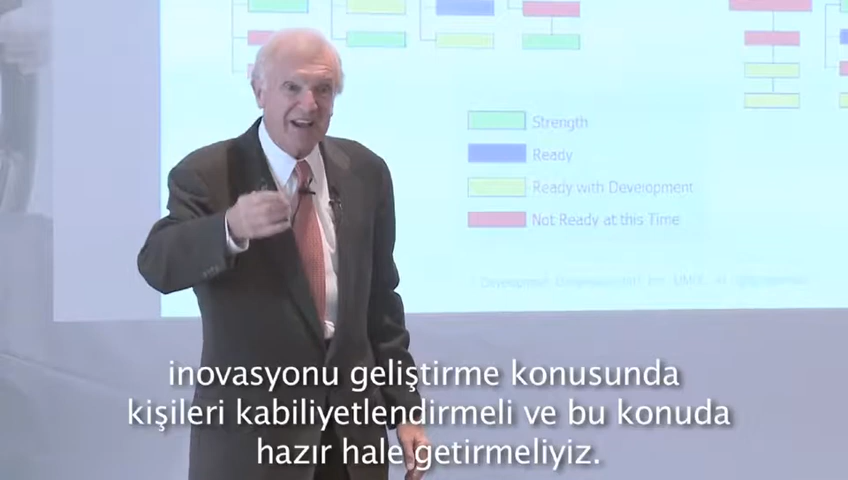 Strength
Ready
Ready with Development
Not Ready at this Time
inovasyonu geliştirme konusunda
kişileri kabiliyetlendirmeli ve bu konuda
hazır hale getirmeliyiz.